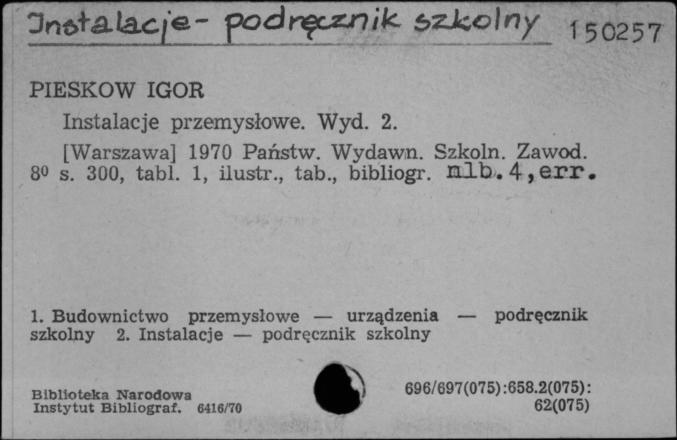 Instalacje - podręcznik szkolny 150257
PIESKOW IGOR
Instalacje przemysłowe. Wyd. 2.
[Warszawa] 1970 Państw. Wydawn. Szkoln. Zawod.
8⁰ s. 300, tabl. 1, ilustr., tab., bibliogr. nlb. 4, err.
1. Budownictwo przemysłowe — urządzenia — podręcznik
szkolny 2. Instalacje — podręcznik szkolny
Biblioteka Narodowa
Instytut Bibliograf. 6416/70
696/697(075):658.2(075):
62(075)